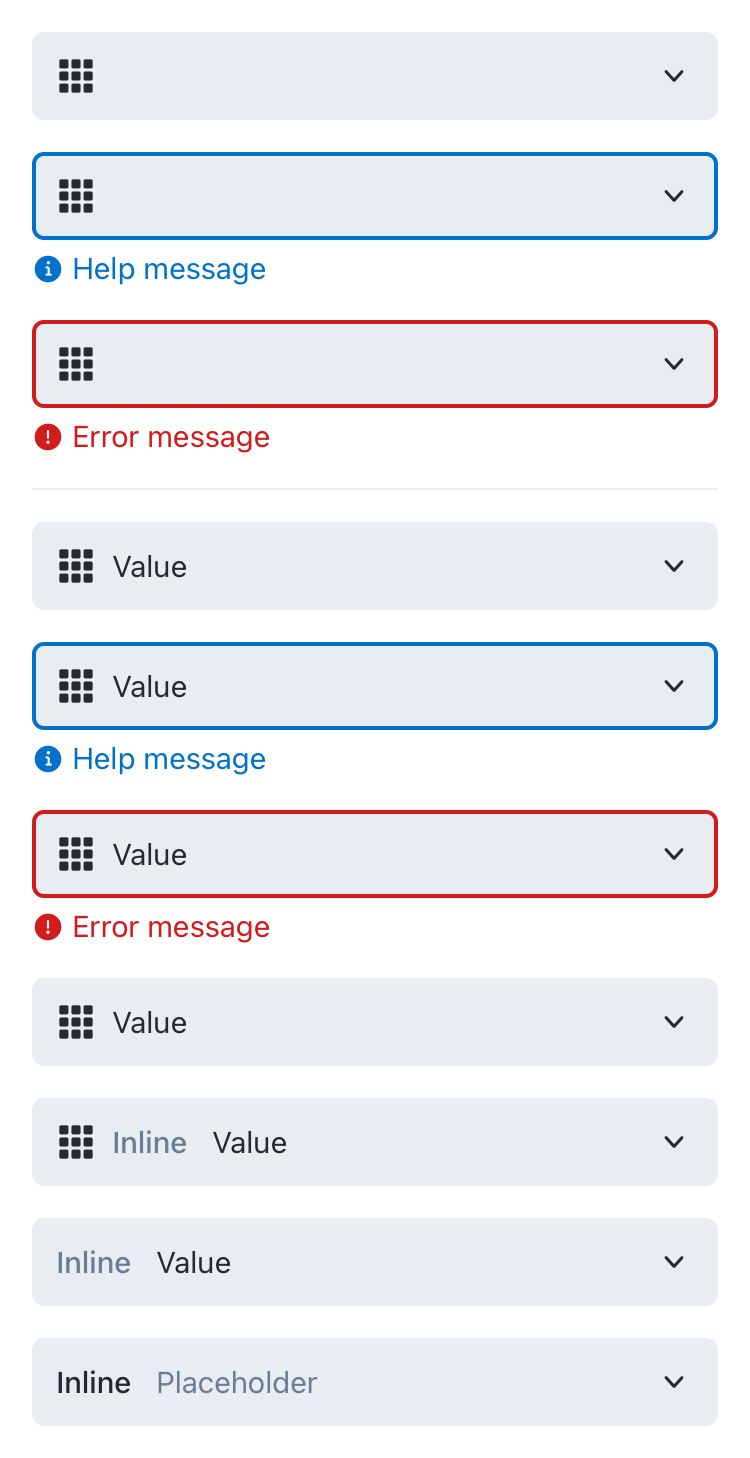 Help message
Error message
Value
Value
Help message
Value
Error message
Value
Inline Value
Inline Value
Inline Placeholder